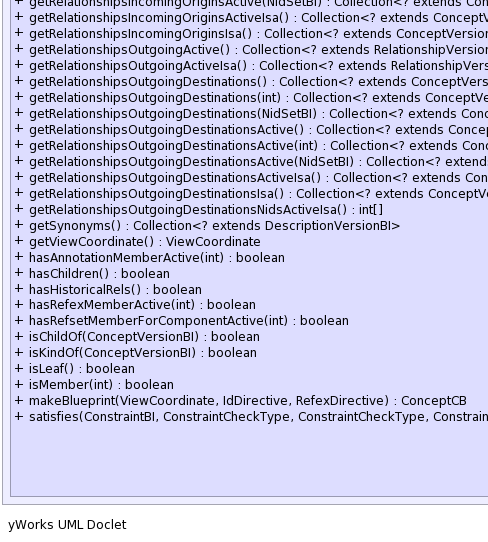 getRelationshipsIncomingOriginsActive(NidSetBI) : Collection<? extends Con
+ getRelationshipsIncomingOriginsActiveIsa() : Collection<? extends ConceptV
+ getRelationshipsIncomingOriginsIsa() : Collection<? extends ConceptVersion
+ getRelationshipsOutgoingActive() : Collection<? extends RelationshipVersion
+ getRelationshipsOutgoingActiveIsa() : Collection<? extends RelationshipVers
+ getRelationshipsOutgoingDestinations() : Collection<? extends ConceptVers
+ getRelationshipsOutgoingDestinations(int) : Collection<? extends ConceptVe
+ getRelationshipsOutgoingDestinations(NidSetBI) : Collection<? extends Conc
+ getRelationshipsOutgoingDestinationsActive() : Collection<? extends Concep
+ getRelationshipsOutgoingDestinationsActive(int) : Collection<? extends Conc
+ getRelationshipsOutgoingDestinationsActive(NidSetBI) : Collection<? extends
+ getRelationshipsOutgoingDestinationsActiveIsa() : Collection<? extends Con
+ getRelationshipsOutgoingDestinationsIsa() : Collection<? extends ConceptVe
+ getRelationshipsOutgoingDestinationsNidsActiveIsa() : int[]
+ getSynonyms() : Collection<? extends DescriptionVersionBI>
+ getViewCoordinate() : ViewCoordinate
+ hasAnnotationMemberActive(int) : boolean
+ hasChildren() : boolean
+ hasHistoricalRels() : boolean
+ hasRefexMemberActive(int) : boolean
+ hasRefsetMemberForComponentActive(int) : boolean
+ isChildOf(ConceptVersionBI) : boolean
+ isKindOf(ConceptVersionBI) : boolean
+ isLeaf() : boolean
+ isMember(int) : boolean
+ makeBlueprint(ViewCoordinate, IdDirective, RefexDirective) : ConceptCB
+ satisfies(ConstraintBI, ConstraintCheckType, ConstraintCheckType, Constrain
yWorks UML Doclet